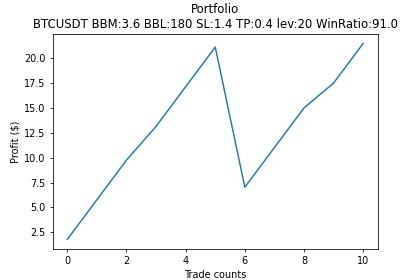 Portfolio
BTCUSDT BBM:3.6 BBL:180 SL:1.4 TP:0.4 lev:20 WinRatio:91.0
20.0
17.5
15.0
12.5
10.0
7.5
5.0
2.5
Profit ($)
0 2 4 6 8 10
Trade counts